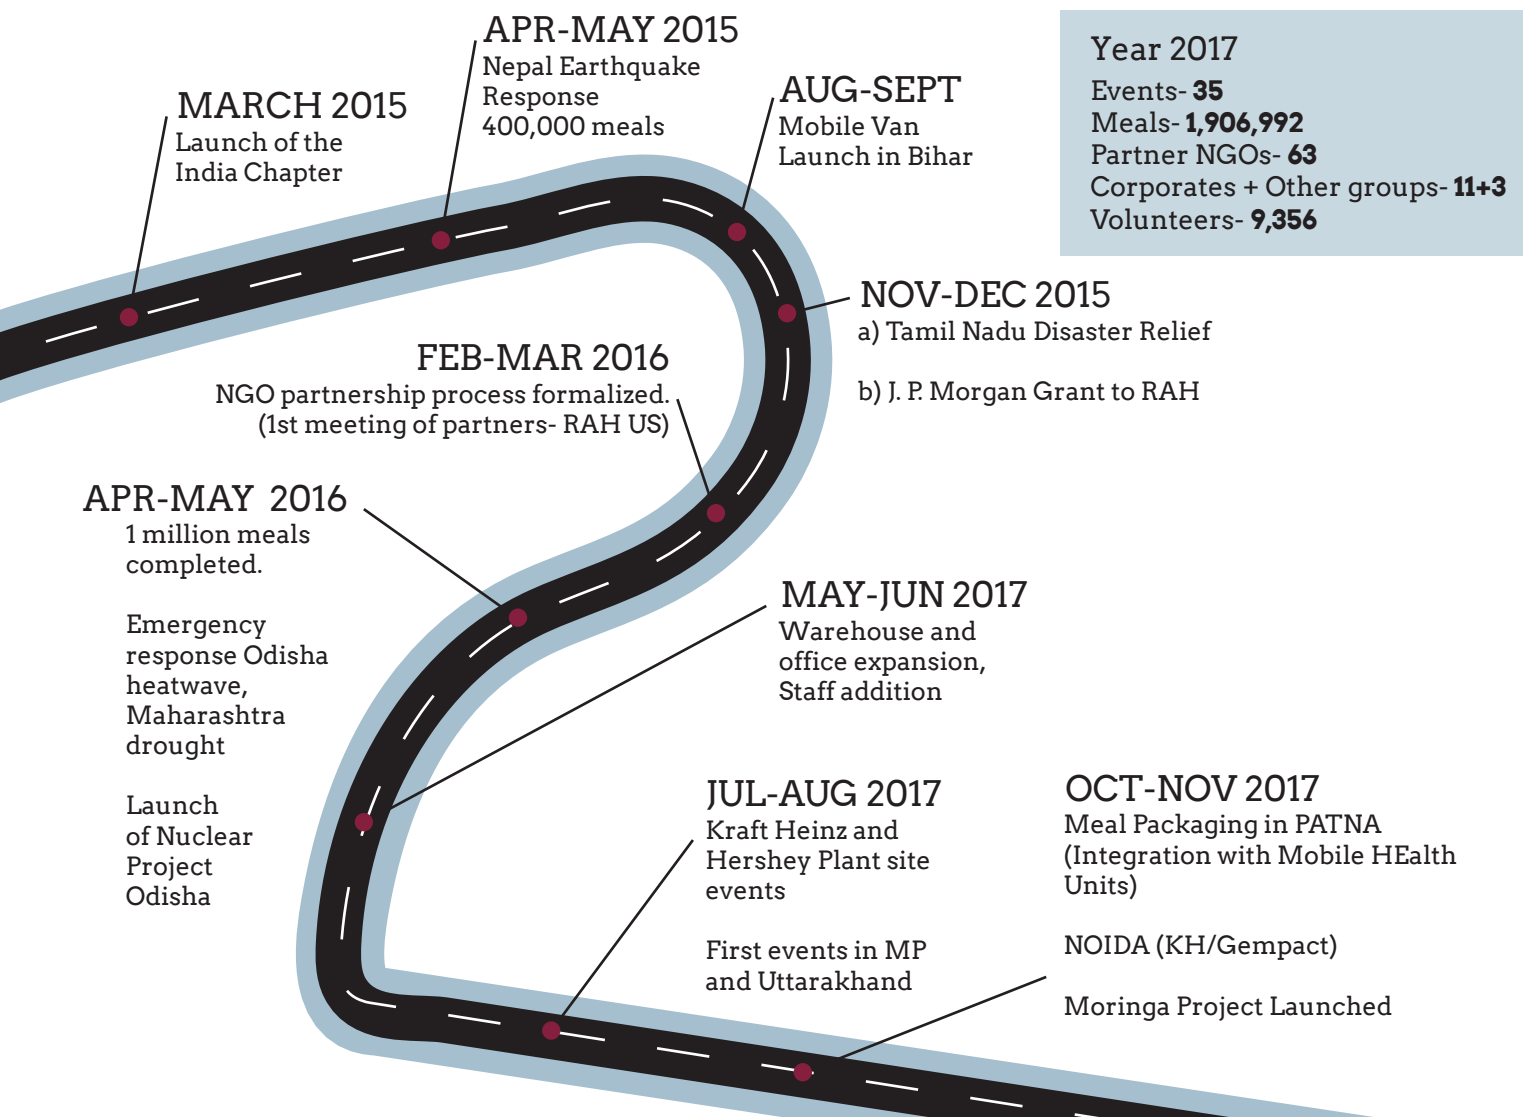 MARCH 2015
Launch of the
India Chapter
APR-MAY 2015
Nepal Earthquake
Response
400,000 meals
AUG-SEPT
Mobile Van
Launch in Bihar
Year 2017
Events- 35
Meals- 1,906,992
Partner NGOs- 63
Corporates + Other groups- 11+3
Volunteers- 9,356
NOV-DEC 2015
a) Tamil Nadu Disaster Relief
b) J. P. Morgan Grant to RAH
FEB-MAR 2016
NGO partnership process formalized.
(1st meeting of partners- RAH US)
APR-MAY 2016
1 million meals
completed.
Emergency
response Odisha
heatwave,
Maharashtra
drought
Launch
of Nuclear
Project
Odisha
MAY-JUN 2017
Warehouse and
office expansion,
Staff addition
JUL-AUG 2017
Kraft Heinz and
Hershey Plant site
events
First events in MP
and Uttarakhand
OCT-NOV 2017
Meal Packaging in PATNA
(Integration with Mobile HEalth
Units)
NOIDA (KH/Gempact)
Moringa Project Launched